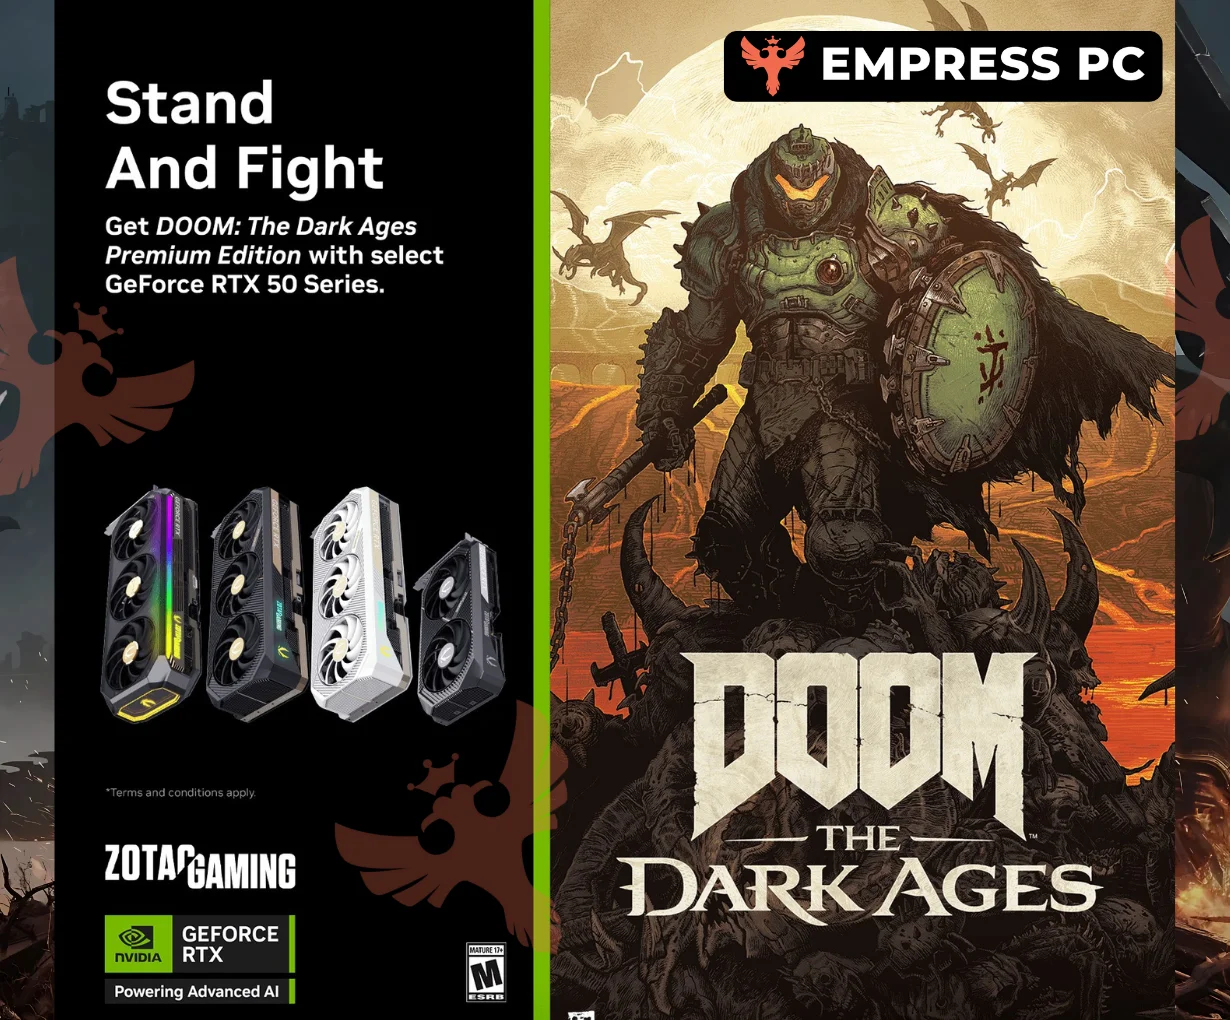 EMPRESS PC
Stand
And Fight
Get DOOM: The Dark Ages
Premium Edition with select
GeForce RTX 50 Series.
*Terms and conditions apply.
ZOTAC GAMING
NVIDIA
GEFORCE
RTX
Powering Advanced AI
MATURE 17+
M
ESRB
DOOM
THE
DARK AGES
™